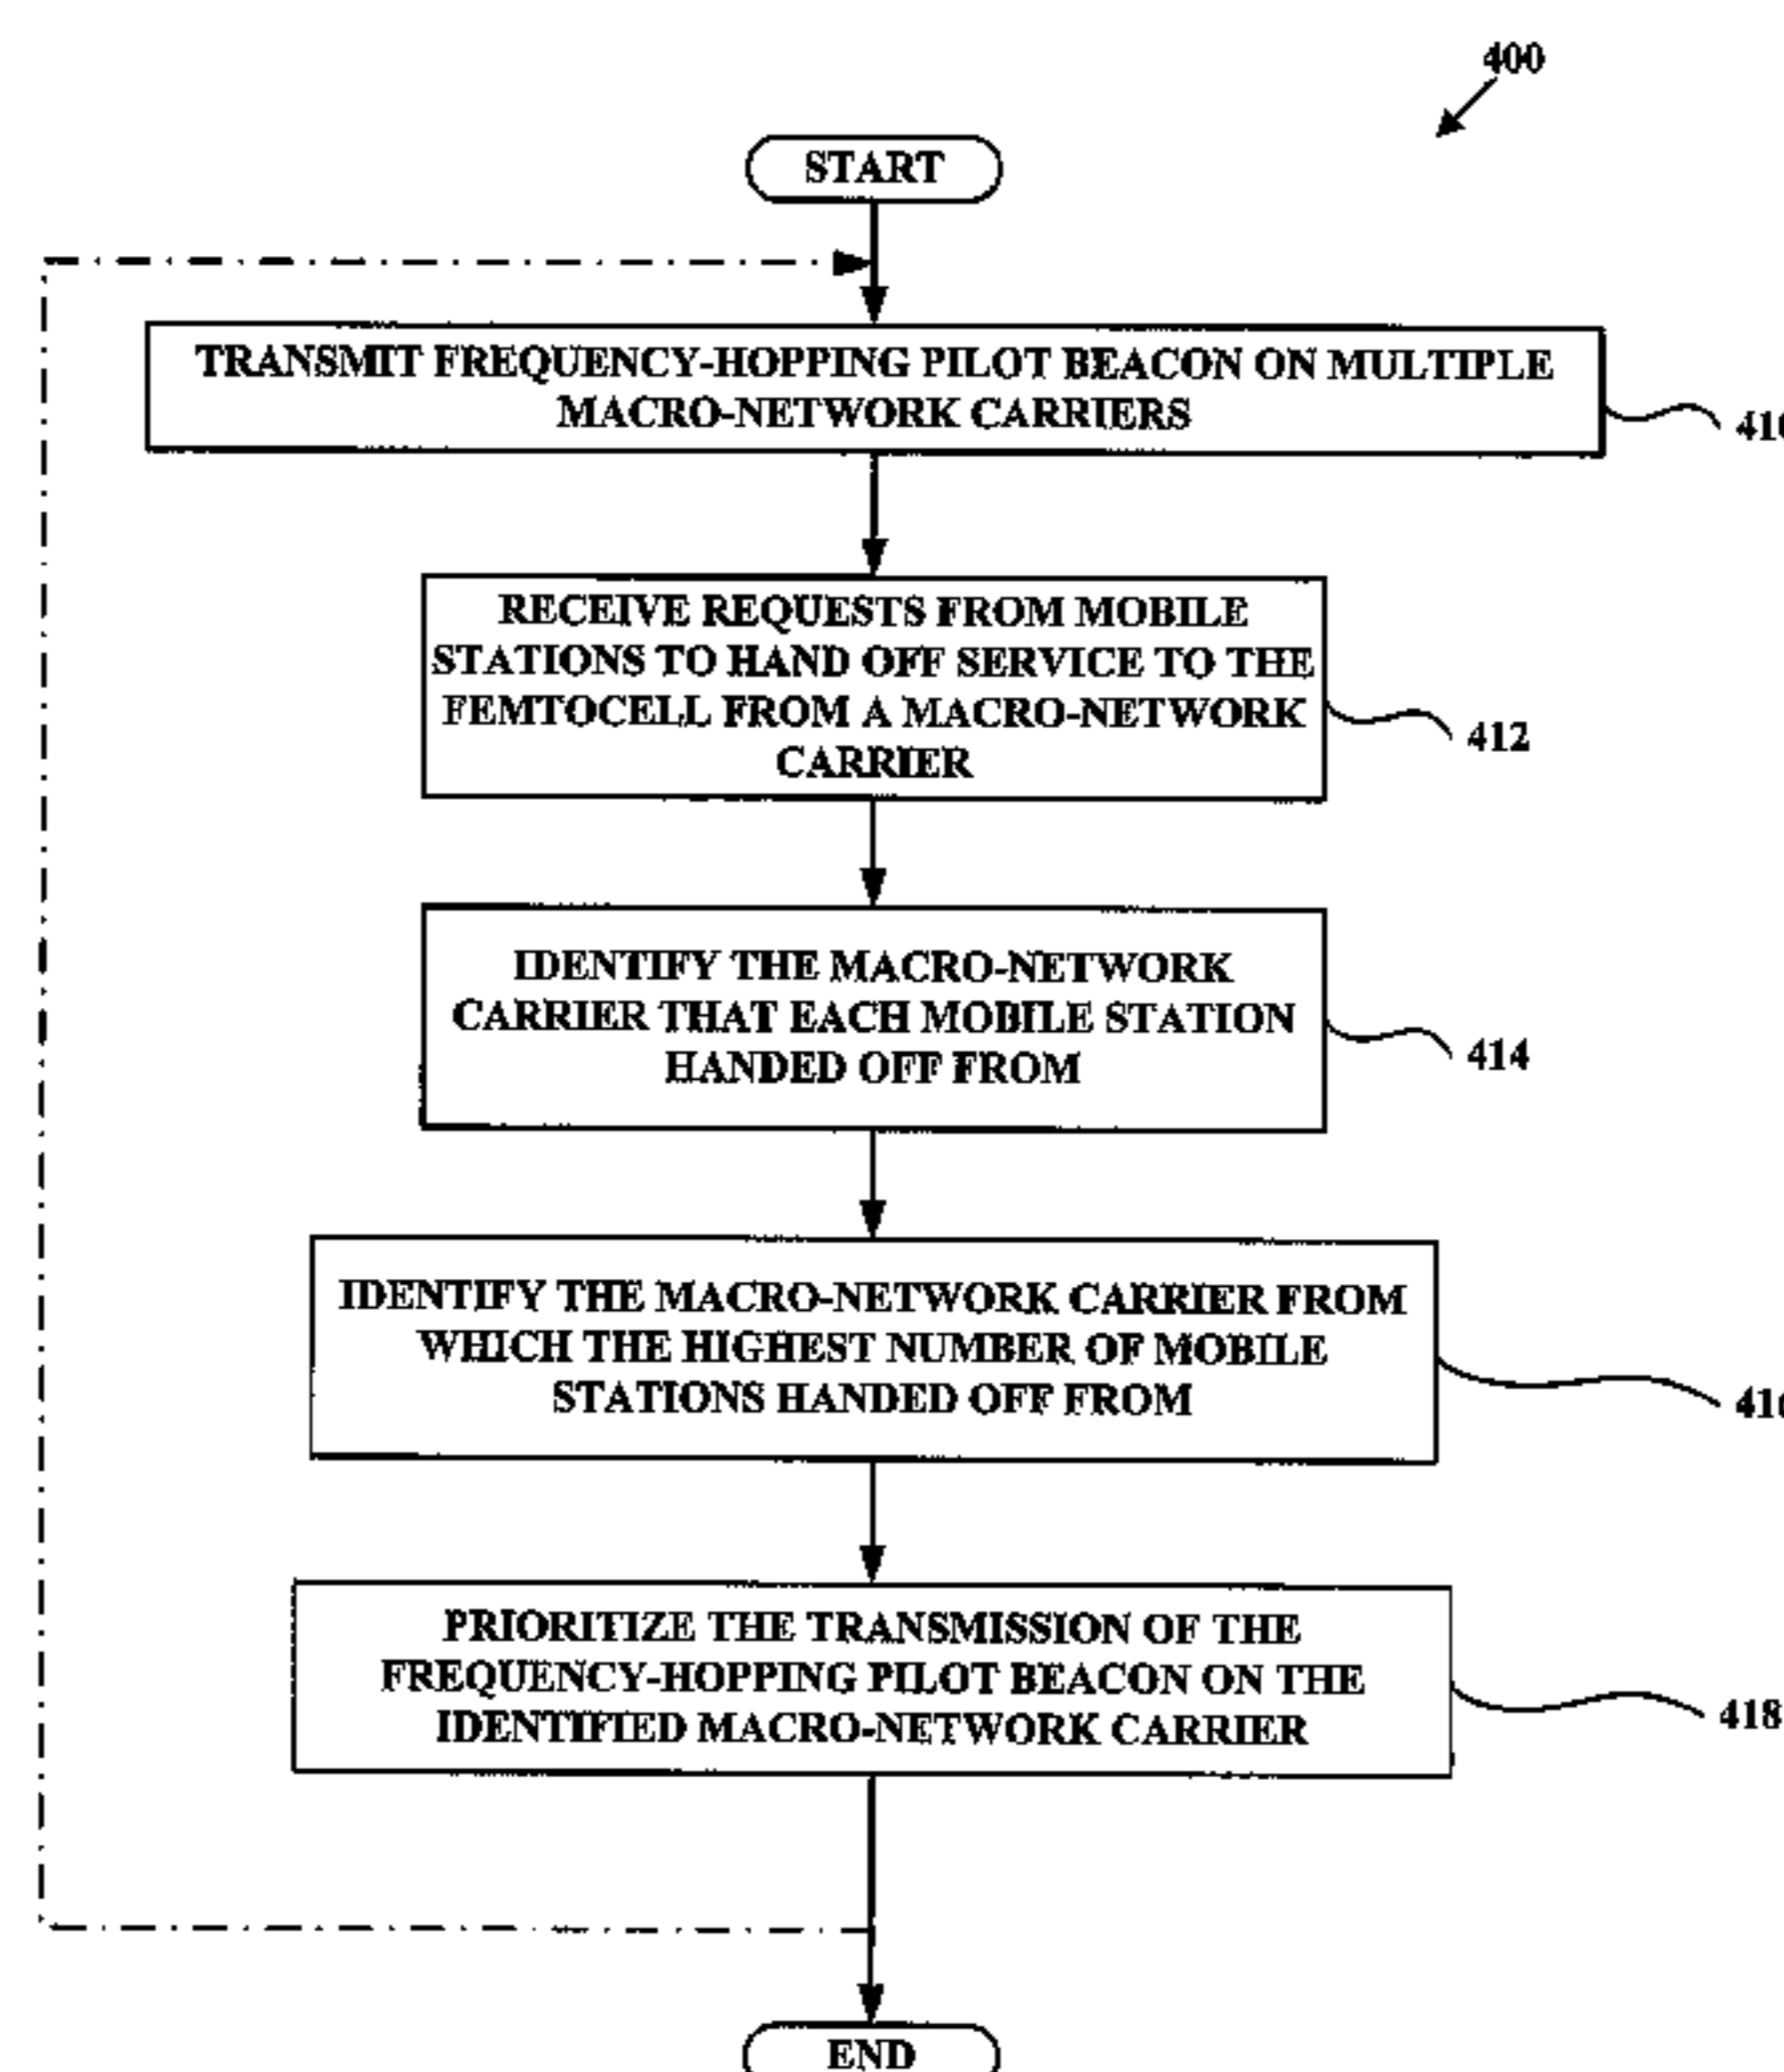 400
START
TRANSMIT FREQUENCY-HOPPING PILOT BEACON ON MULTIPLE
MACRO-NETWORK CARRIERS
410
RECEIVE REQUESTS FROM MOBILE
STATIONS TO HAND OFF SERVICE TO THE
FEMTOCELL FROM A MACRO-NETWORK
CARRIER
412
IDENTIFY THE MACRO-NETWORK
CARRIER THAT EACH MOBILE STATION
HANDED OFF FROM
414
IDENTIFY THE MACRO-NETWORK CARRIER FROM
WHICH THE HIGHEST NUMBER OF MOBILE
STATIONS HANDED OFF FROM
416
PRIORITIZE THE TRANSMISSION OF THE
FREQUENCY-HOPPING PILOT BEACON ON THE
IDENTIFIED MACRO-NETWORK CARRIER
418
END